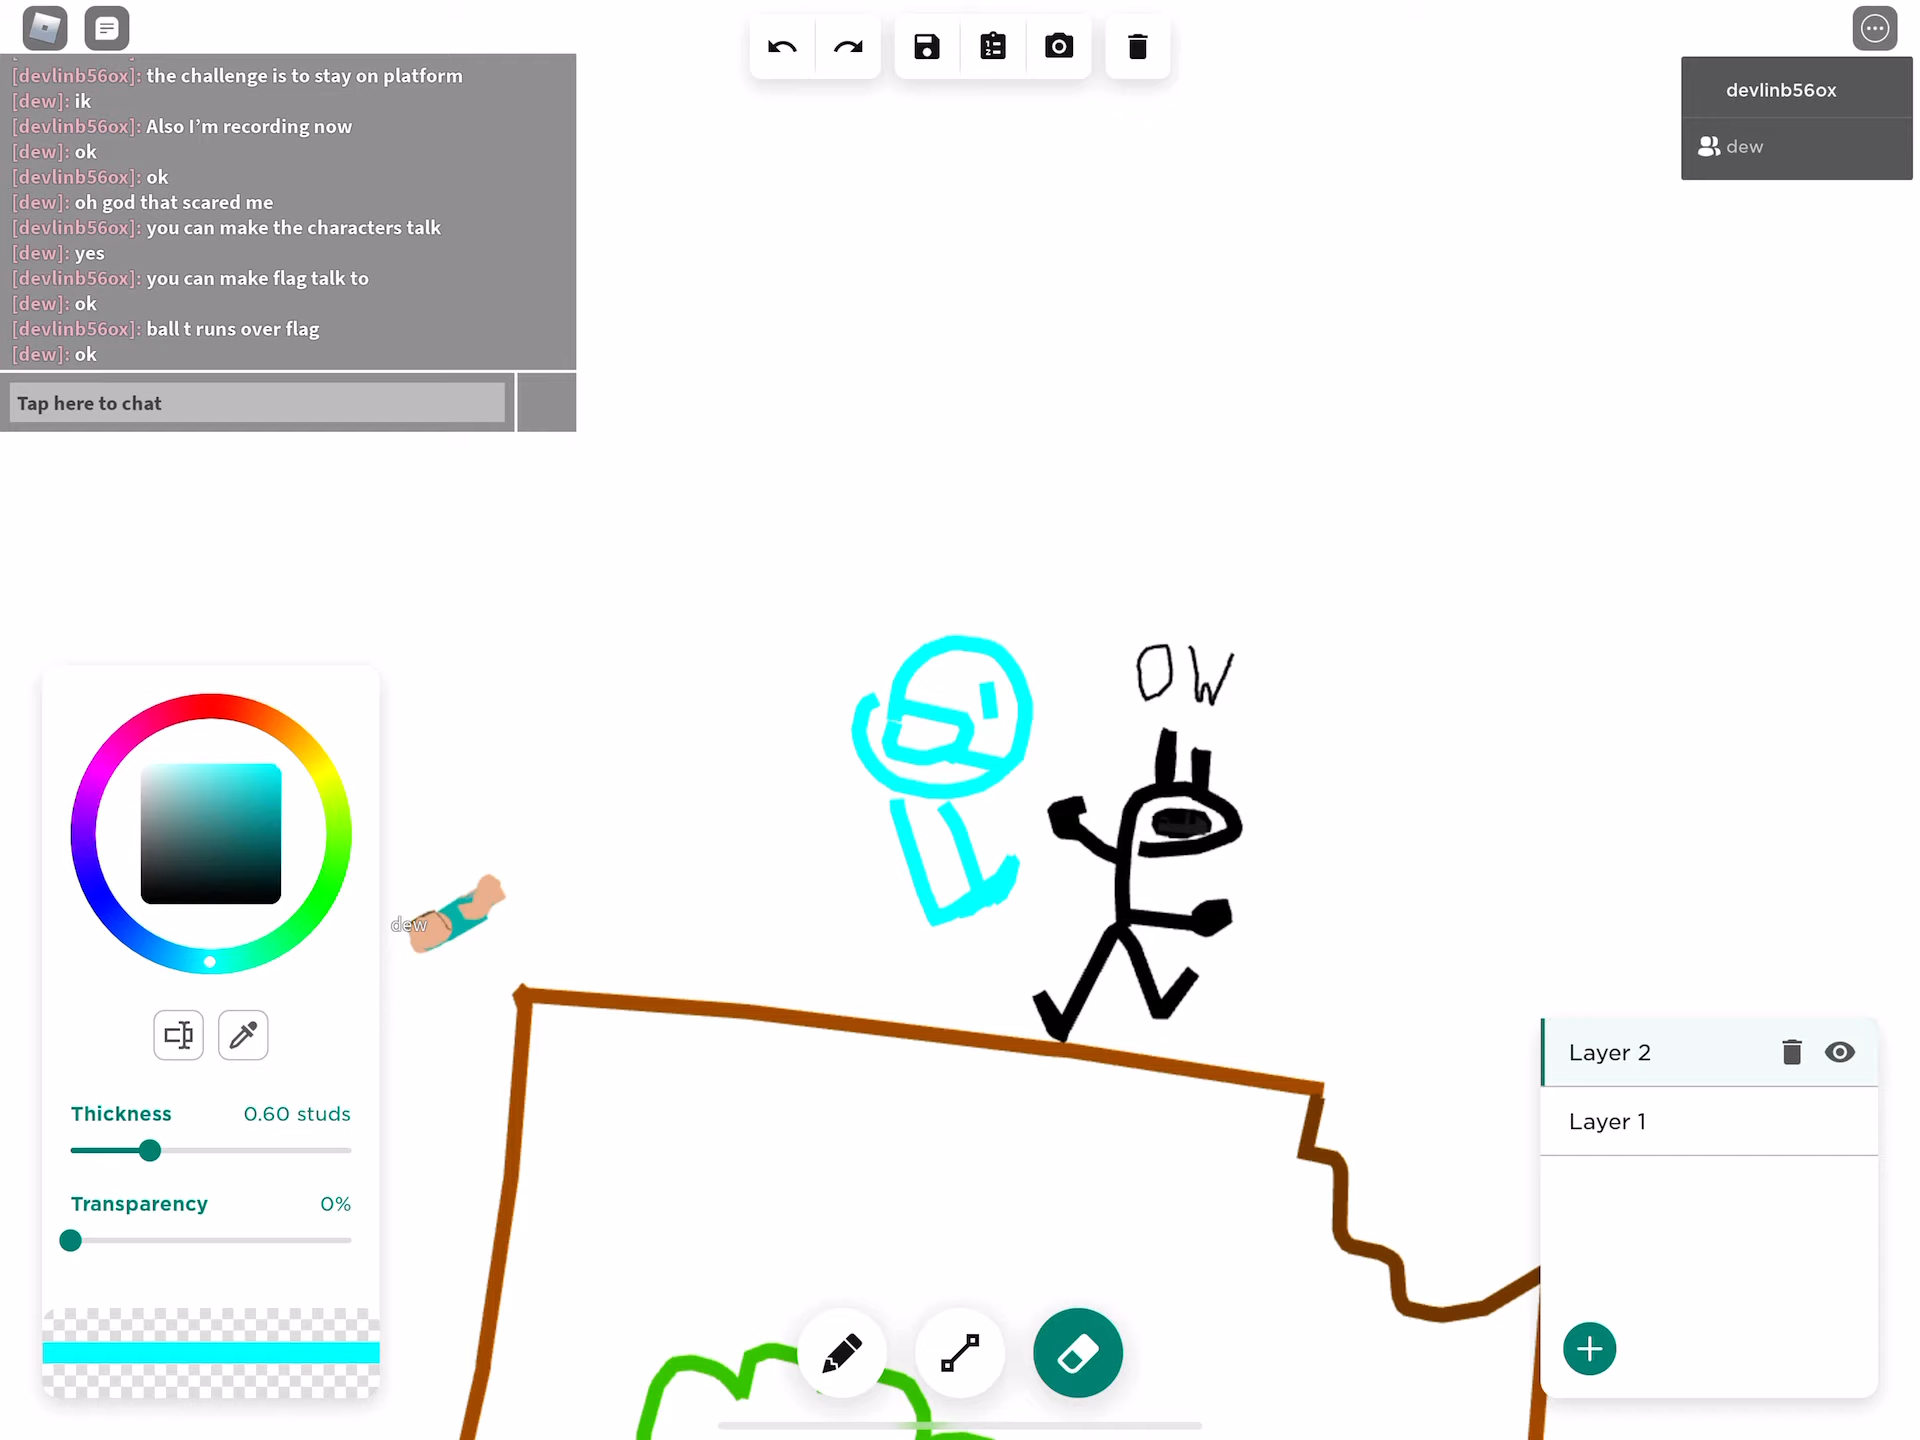 [devlinb56ox]: the challenge is to stay on platform
[dew]: ik
[devlinb56ox]: Also I'm recording now
[dew]: ok
[devlinb56ox]: ok
[dew]: oh god that scared me
[devlinb56ox]: you can make the characters talk
[dew]: yes
[devlinb56ox]: you can make flag talk to
[dew]: ok
[devlinb56ox]: ball t runs over flag
[dew]: ok
Tap here to chat
devlinb56ox
dew
OW
dew
Thickness 0.60 studs
Transparency 0%
Layer 2
Layer 1